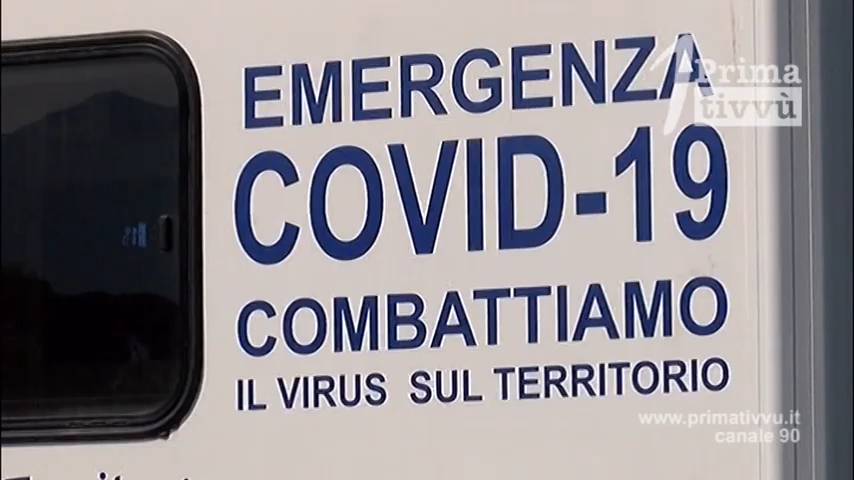 EMERGENZA
COVID-19
COMBATTIAMO
IL VIRUS SUL TERRITORIO
Prima
tivvù
www.primativvu.it
canale 90